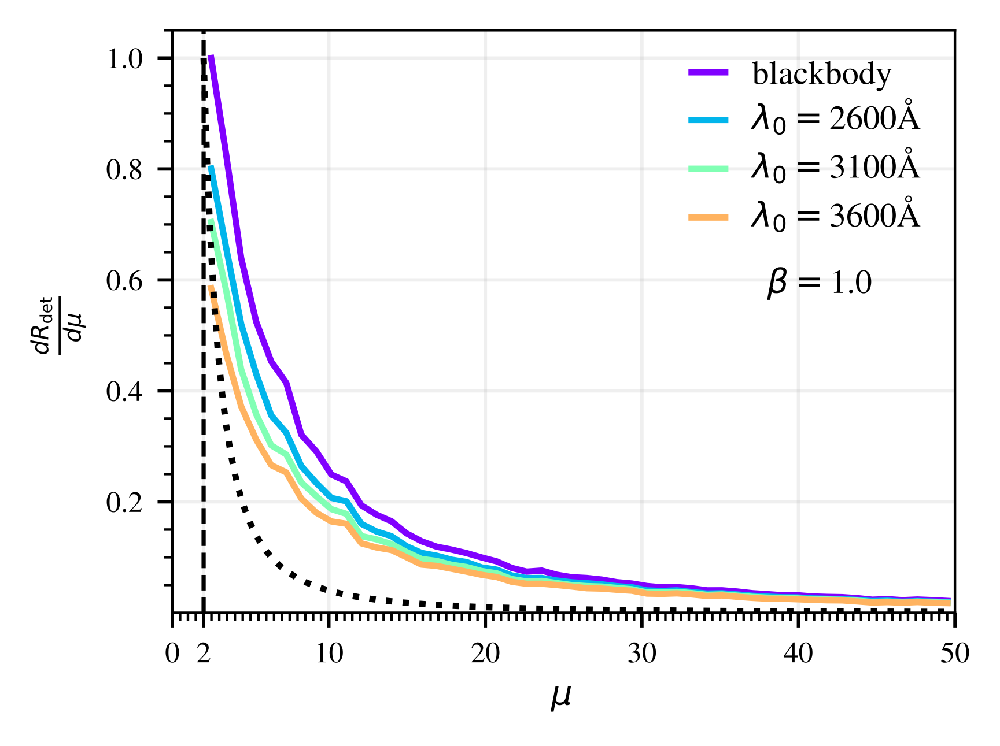 1.0
0.8
0.6
0.4
0.2
dR_det
dμ
0 2 10 20 30 40 50
μ
blackbody
λ₀ = 2600Å
λ₀ = 3100Å
λ₀ = 3600Å
β = 1.0